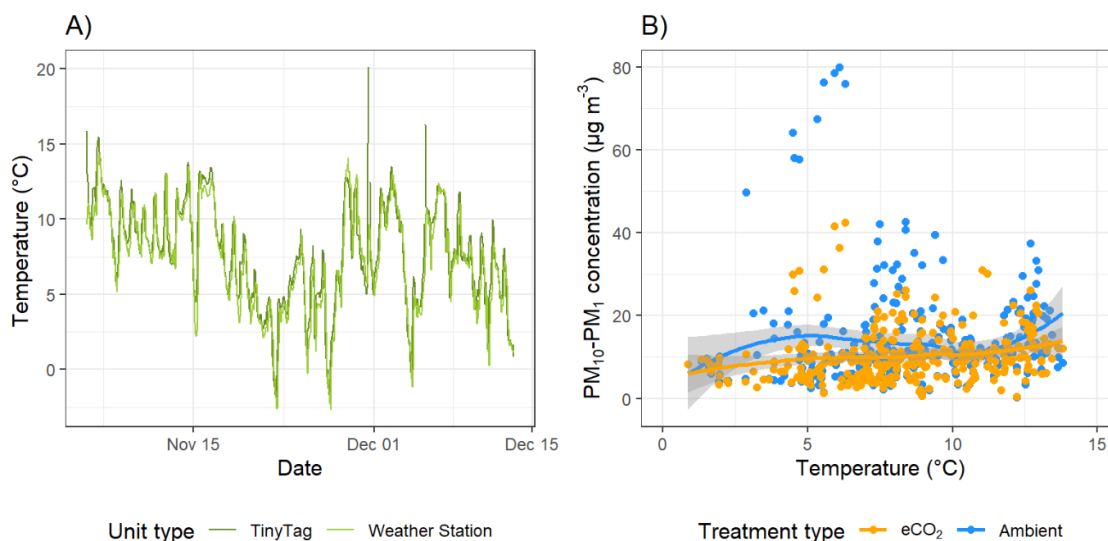 A)
Temperature (°C)
20
15
10
5
0
Nov 15
Dec 01
Dec 15
Date
Unit type
TinyTag
Weather Station
B)
PM₁₀-PM₁ concentration (µg m⁻³)
80
60
40
20
0
0
5
10
15
Temperature (°C)
Treatment type
eCO₂
Ambient